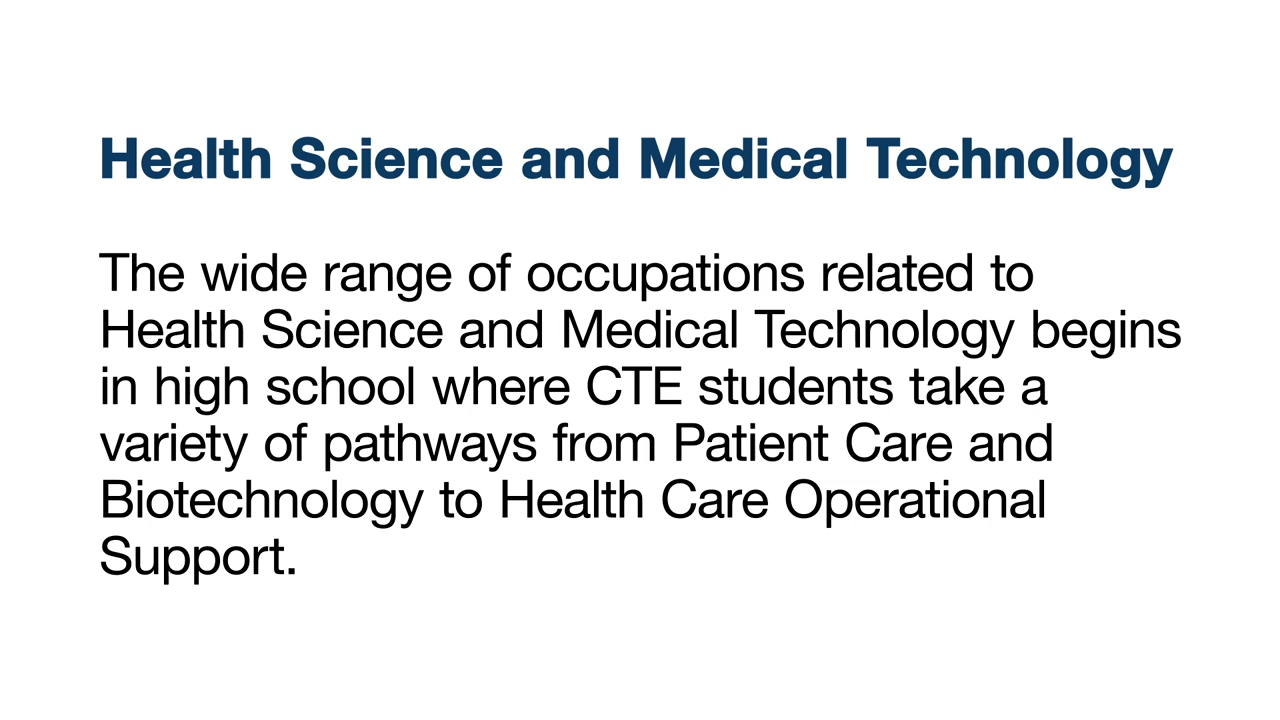 Health Science and Medical Technology
The wide range of occupations related to
Health Science and Medical Technology begins
in high school where CTE students take a
variety of pathways from Patient Care and
Biotechnology to Health Care Operational
Support.